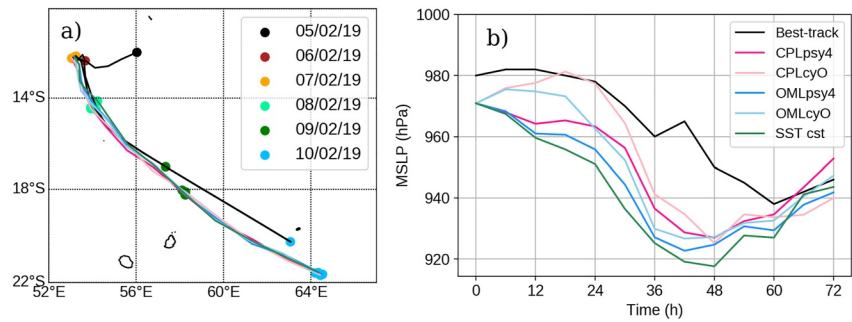 a)
05/02/19
06/02/19
07/02/19
08/02/19
09/02/19
10/02/19
14°S
18°S
22°S
52°E 56°E 60°E 64°E
b)
Best-track
CPLpsy4
CPLcyO
OMLpsy4
OMLcyO
SST cst
MSLP (hPa)
1000
980
960
940
920
0 12 24 36 48 60 72
Time (h)